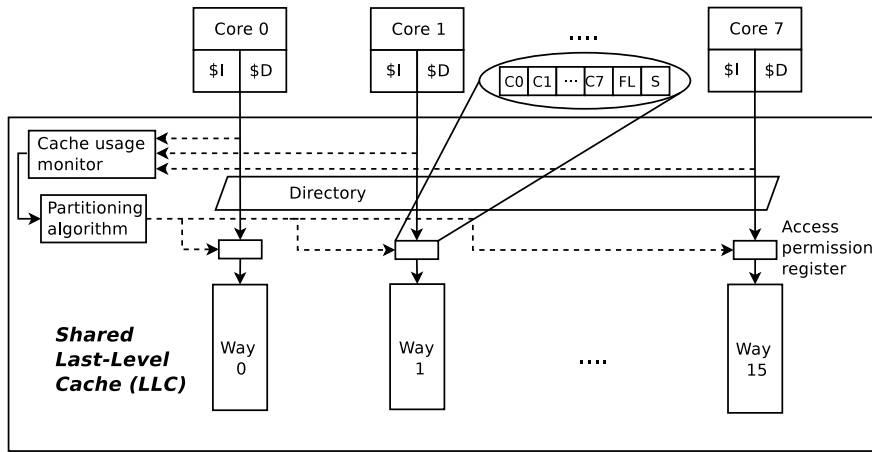 Core 0
Core 1
....
Core 7
$I $D
$I $D
$I $D
C0 C1 ... C7 FL S
Cache usage
monitor
Directory
Partitioning
algorithm
Access
permission
register
Shared
Last-Level
Cache (LLC)
Way
0
Way
1
....
Way
15